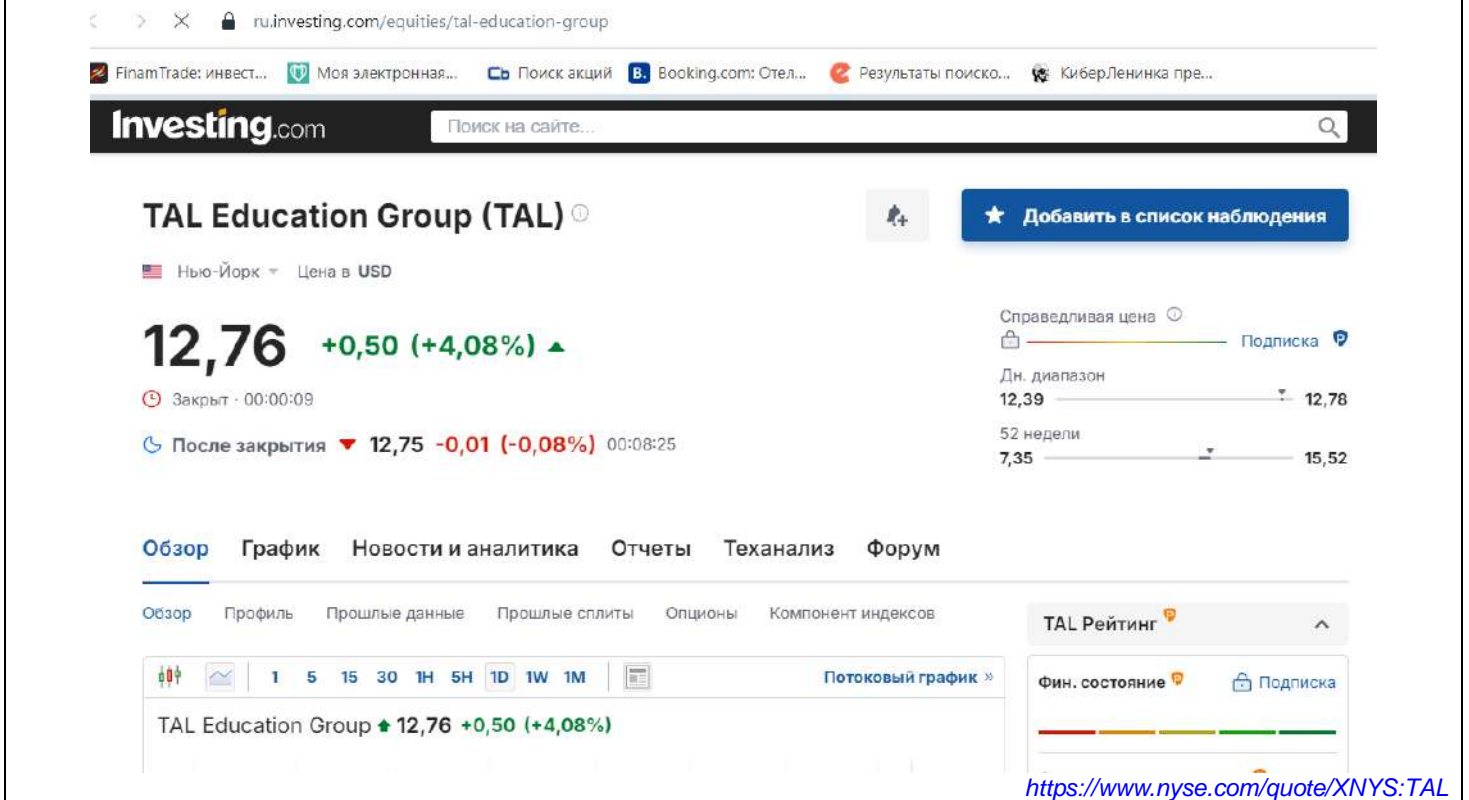 ru.investing.com/equities/tal-education-group
FinamTrade: инвест... Моя электронная... Сb Поиск акций B. Booking.com: Отел... Результаты поиско... КиберЛенинка пре...
Investing.com Поиск на сайте...
TAL Education Group (TAL)
Добавить в список наблюдения
Нью-Йорк Цена в USD
12,76 +0,50 (+4,08%)
Закрыт · 00:00:09
После закрытия 12,75 -0,01 (-0,08%) 00:08:25
Справедливая цена
Подписка
Дн. диапазон
12,39 12,78
52 недели
7,35 15,52
Обзор График Новости и аналитика Отчеты Теханализ Форум
Обзор Профиль Прошлые данные Прошлые сплиты Опционы Компонент индексов
1 5 15 30 1H 5H 1D 1W 1M Потоковый график »
TAL Education Group 12,76 +0,50 (+4,08%)
TAL Рейтинг
Фин. состояние Подписка
https://www.nyse.com/quote/XNYS:TAL